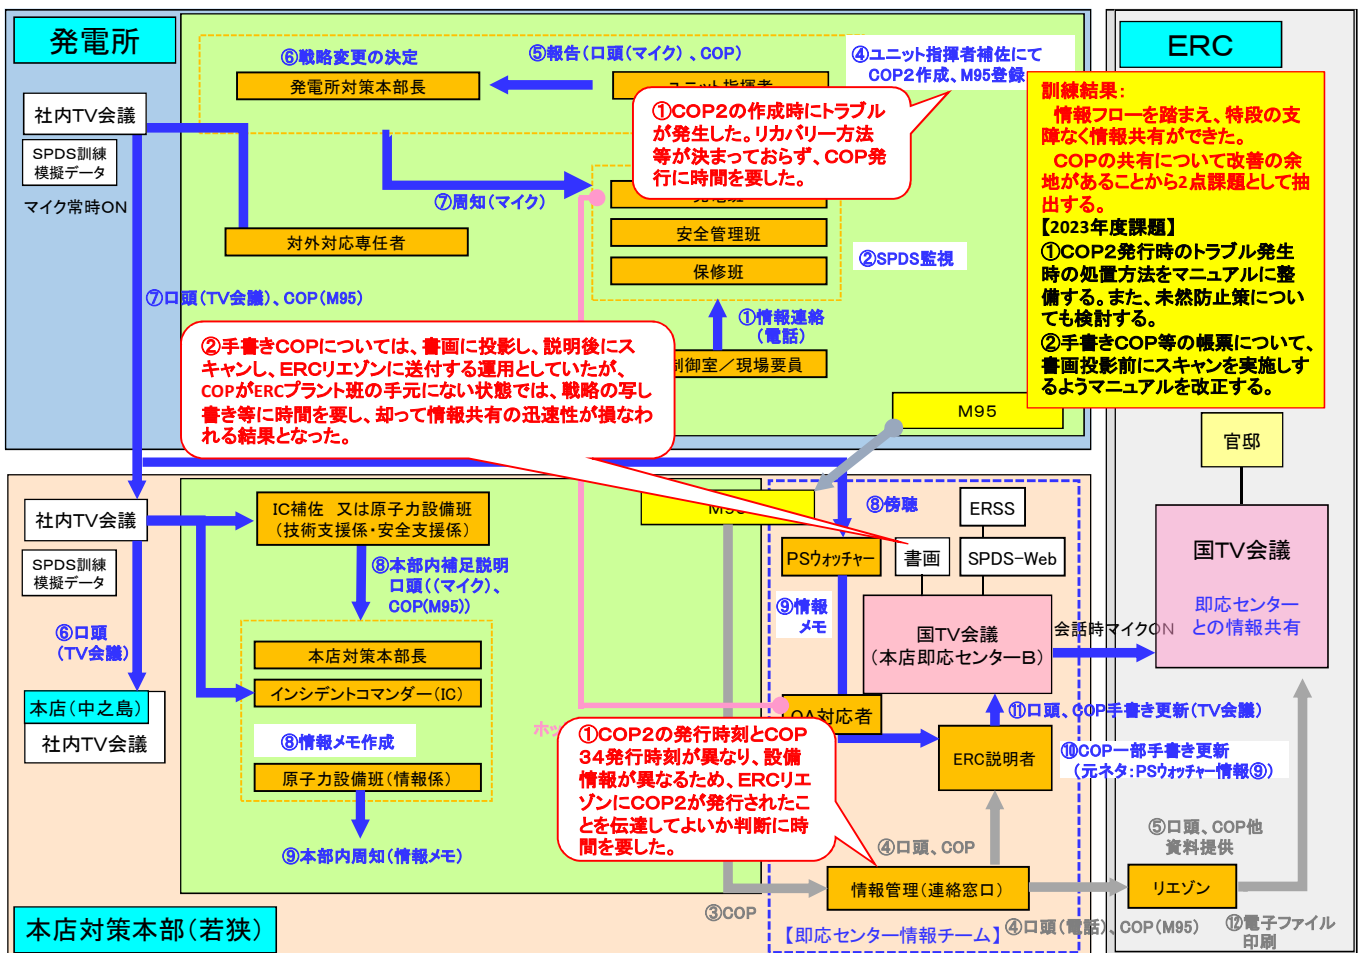 発電所
ERC
⑥戦略変更の決定
⑤報告(口頭(マイク)、COP)
④ユニット指揮者補佐にて
COP2作成、M95登録
発電所対策本部長
ユニット指揮者
社内TV会議
SPDS訓練
模擬データ
マイク常時ON
①COP2の作成時にトラブル
が発生した。リカバリー方法
等が決まっておらず、COP発
行に時間を要した。
訓練結果:
情報フローを踏まえ、特段の支
障なく情報共有ができた。
COPの共有について改善の余
地があることから2点課題として抽
出する。
【2023年度課題】
①COP2発行時のトラブル発生
時の処置方法をマニュアルに整
備する。また、未然防止策につい
ても検討する。
②手書きCOP等の帳票について、
書画投影前にスキャンを実施しす
るようマニュアルを改正する。
⑦周知(マイク)
安全管理班
保修班
対外対応専任者
②SPDS監視
⑦口頭(TV会議)、COP(M95)
①情報連絡
(電話)
制御室/現場要員
②手書きCOPについては、書画に投影し、説明後にス
キャンし、ERCリエゾンに送付する運用としていたが、
COPがERCプラント班の手元にない状態では、戦略の写し
書き等に時間を要し、却って情報共有の迅速性が損なわ
れる結果となった。
M95
官邸
社内TV会議
IC補佐 又は原子力設備班
(技術支援係・安全支援係)
⑧傍聴
ERSS
PSウォッチャー
書画
SPDS-Web
国TV会議
即応センター
との情報共有
SPDS訓練
模擬データ
⑧本部内補足説明
口頭((マイク)、
COP(M95))
⑨情報
メモ
国TV会議
(本店即応センターB)
会話時マイクON
⑥口頭
(TV会議)
本店対策本部長
インシデントコマンダー(IC)
本店(中之島)
社内TV会議
⑧情報メモ作成
原子力設備班(情報係)
⑨本部内周知(情報メモ)
対応者
⑪口頭、COP手書き更新(TV会議)
①COP2の発行時刻とCOP
34発行時刻が異なり、設備
情報が異なるため、ERCリエ
ゾンにCOP2が発行されたこ
とを伝達してよいか判断に時
間を要した。
ERC説明者
⑩COP一部手書き更新
(元ネタ:PSウォッチャー情報⑨)
④口頭、COP
⑤口頭、COP他
資料提供
情報管理(連絡窓口)
リエゾン
③COP
④口頭(電話)、COP(M95)
⑫電子ファイル
印刷
本店対策本部(若狭)
【即応センター情報チーム】